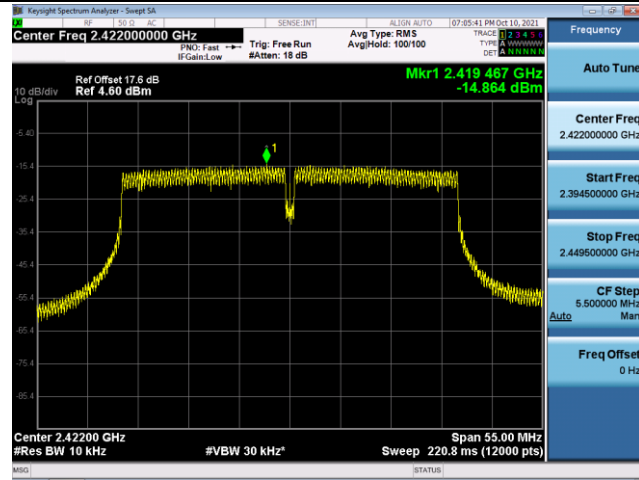 Keysight Spectrum Analyzer - Swept SA
RF 50 Ω AC SENSE:INT ALIGN AUTO 07:05:41 PM Oct 10, 2021
Center Freq 2.422000000 GHz
PNO: Fast
IFGain:Low
Trig: Free Run
#Atten: 18 dB
Avg Type: RMS
Avg|Hold: 100/100
TRACE 1 2 3 4 5 6
TYPE A WWWWW
DET A N N N N N
Frequency
Auto Tune
Ref Offset 17.6 dB
Ref 4.60 dBm
10 dB/div
Log
Mkr1 2.419 467 GHz
-14.864 dBm
Center Freq
2.422000000 GHz
Start Freq
2.394500000 GHz
Stop Freq
2.449500000 GHz
CF Step
5.500000 MHz
Auto Man
Freq Offset
0 Hz
-5.40
-15.4
-25.4
-35.4
-45.4
-55.4
-65.4
-75.4
-85.4
1
Center 2.42200 GHz
Span 55.00 MHz
#Res BW 10 kHz
#VBW 30 kHz*
Sweep 220.8 ms (12000 pts)
MSG
STATUS